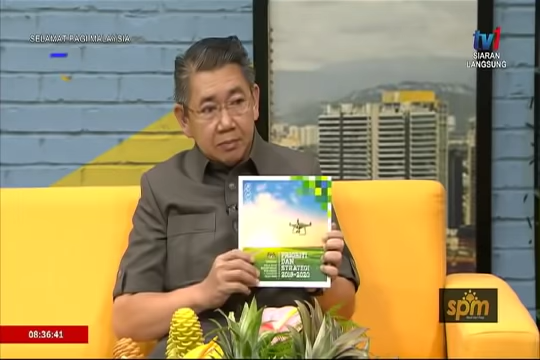 SELAMAT PAGI MALAYSIA
tv1
SIARAN
LANGSUNG
PRIORITI
DAN
STRATEGI
2019-2020
spm
08:36:41